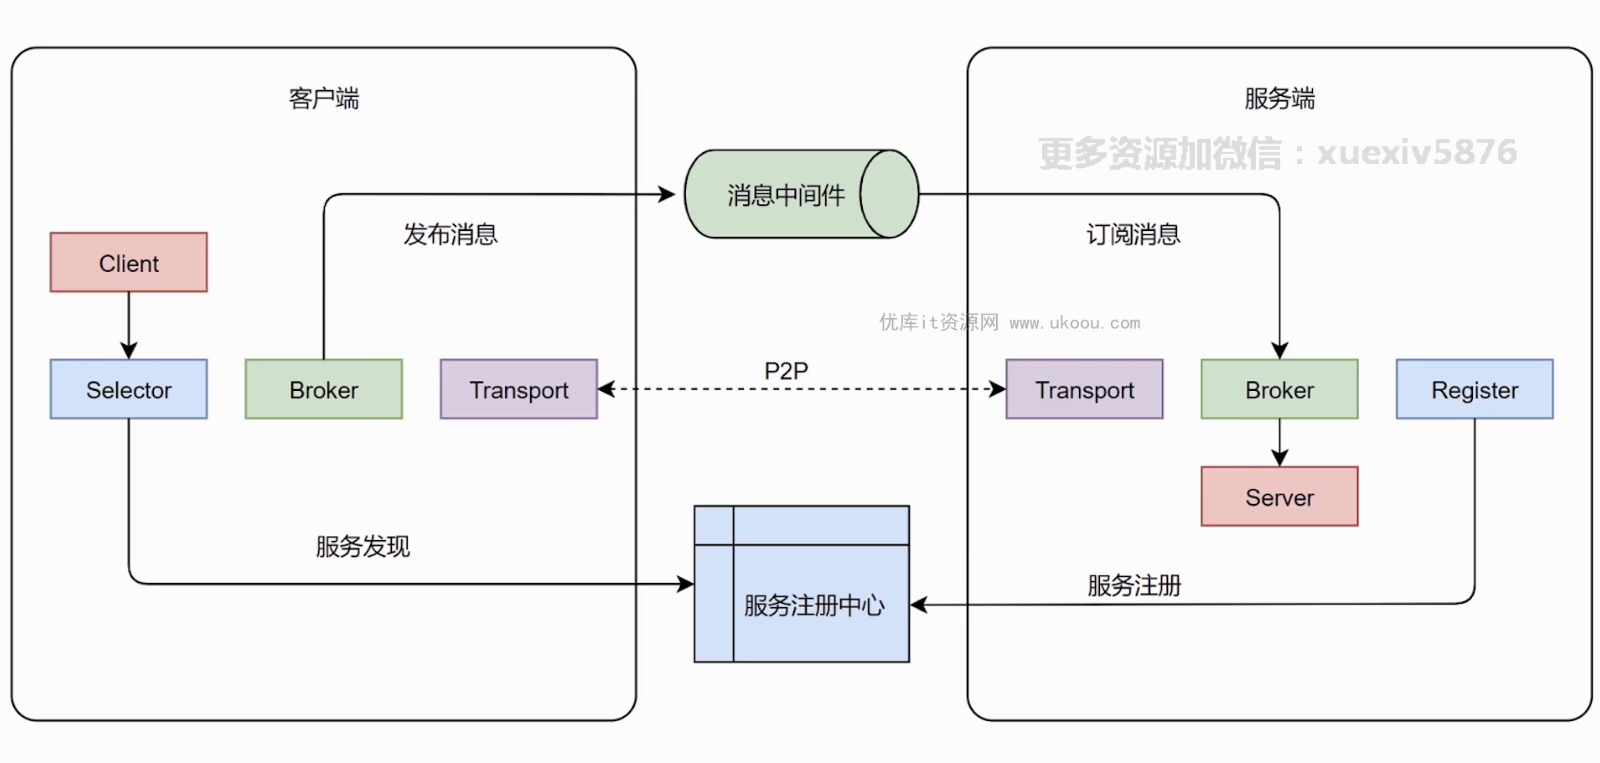 客户端
服务端
更多资源加微信：xuexiv5876
消息中间件
发布消息
订阅消息
Client
优库it资源网 www.ukoou.com
P2P
Selector
Broker
Transport
Transport
Broker
Register
Server
服务发现
服务注册
服务注册中心